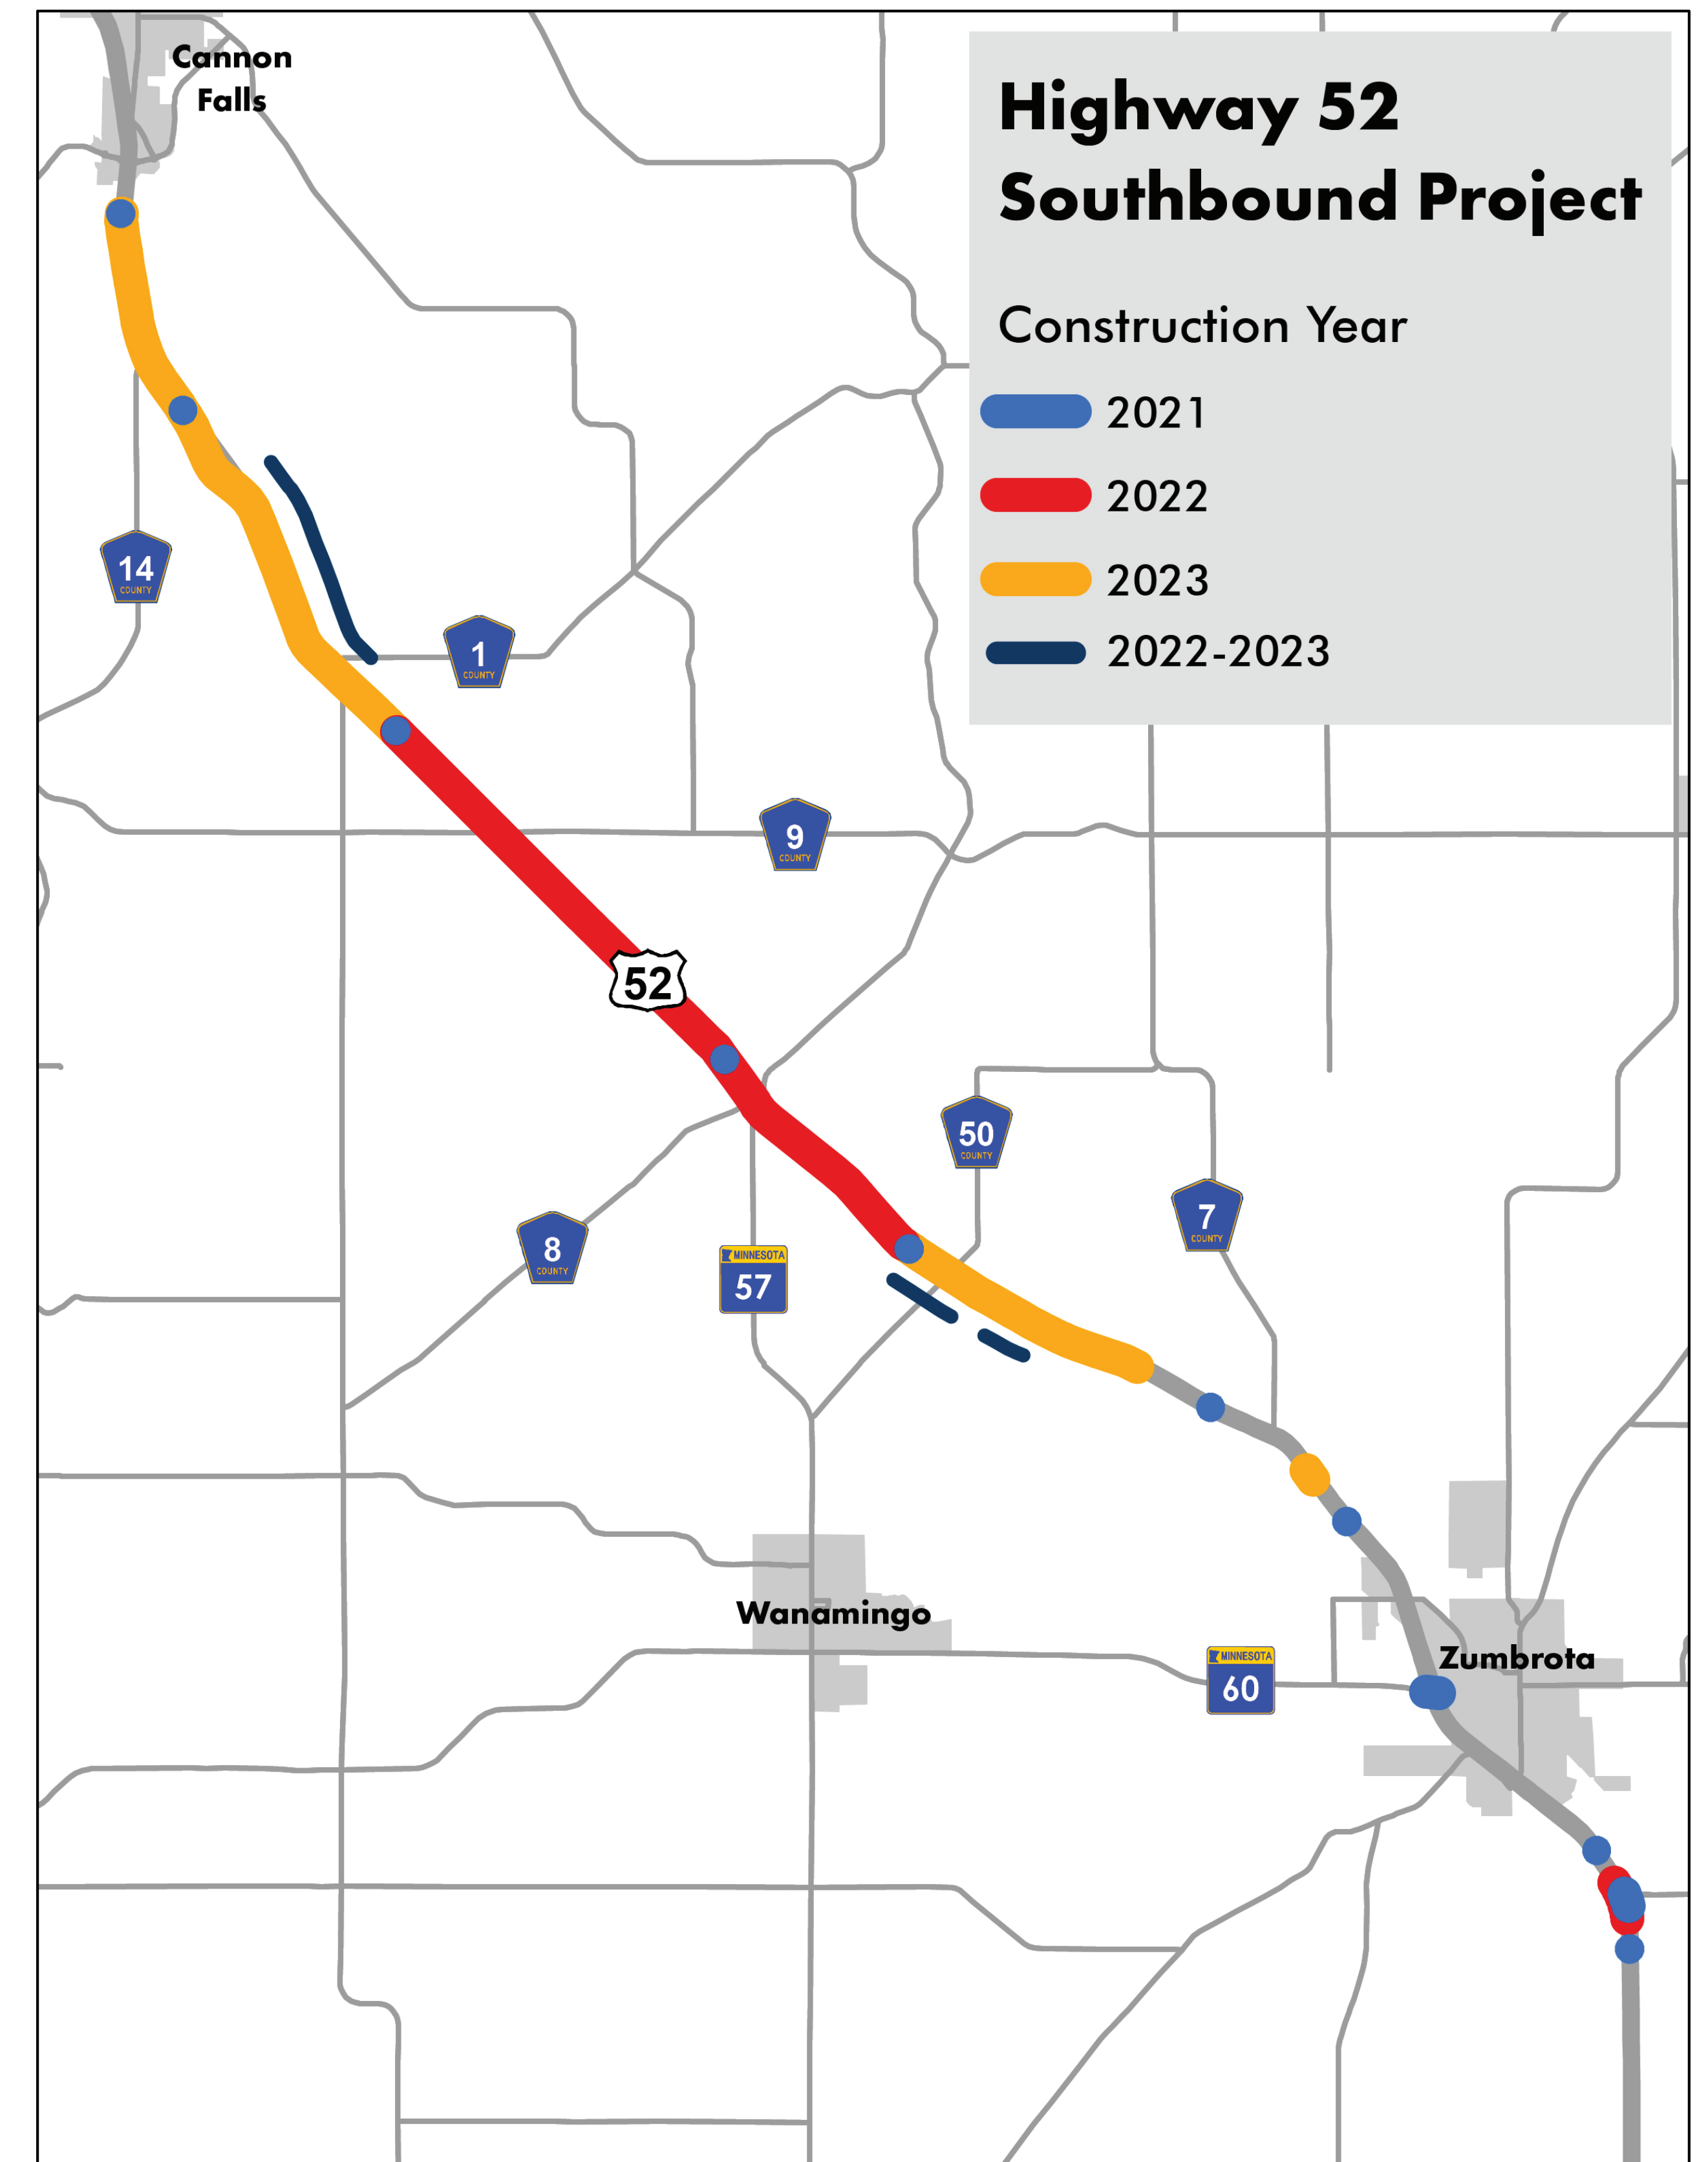 Cannon
Falls
Highway 52
Southbound Project
Construction Year
2021
2022
2023
2022-2023
14
COUNTY
1
COUNTY
9
COUNTY
52
50
COUNTY
7
COUNTY
8
COUNTY
MINNESOTA
57
Wanamingo
MINNESOTA
60
Zumbrota